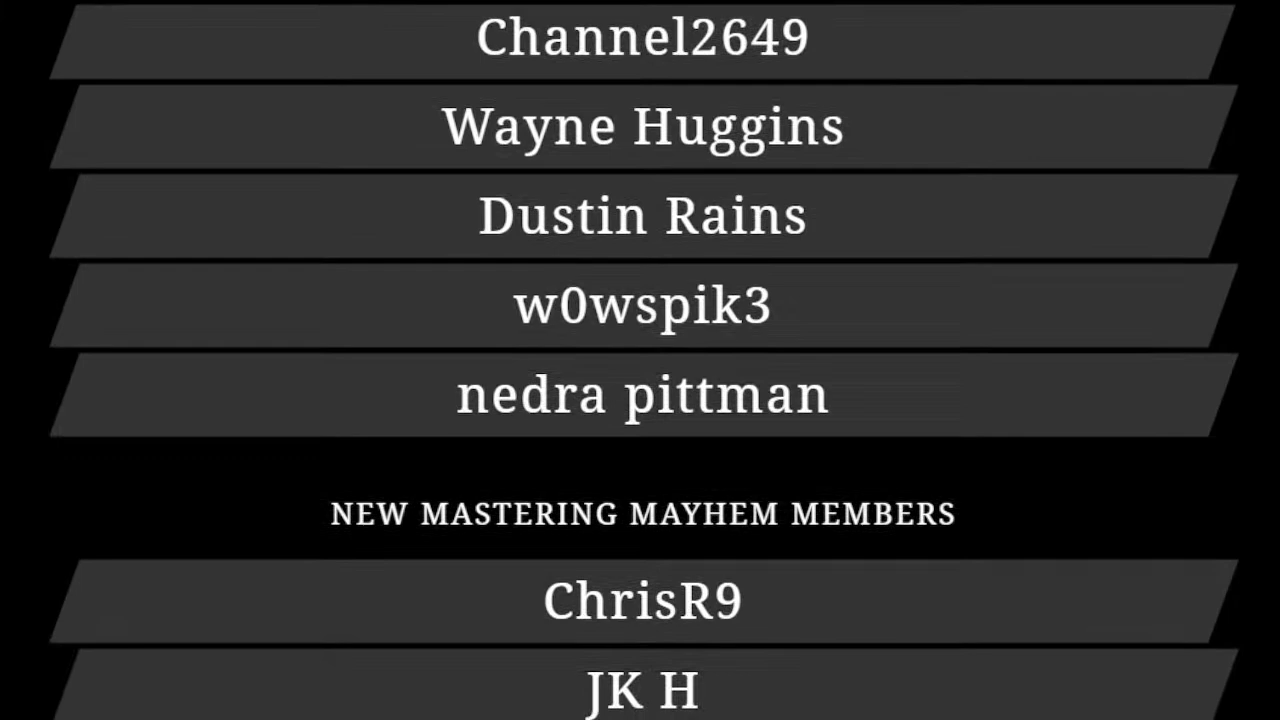 Channel2649
Wayne Huggins
Dustin Rains
w0wspik3
nedra pittman
NEW MASTERING MAYHEM MEMBERS
ChrisR9
JK H